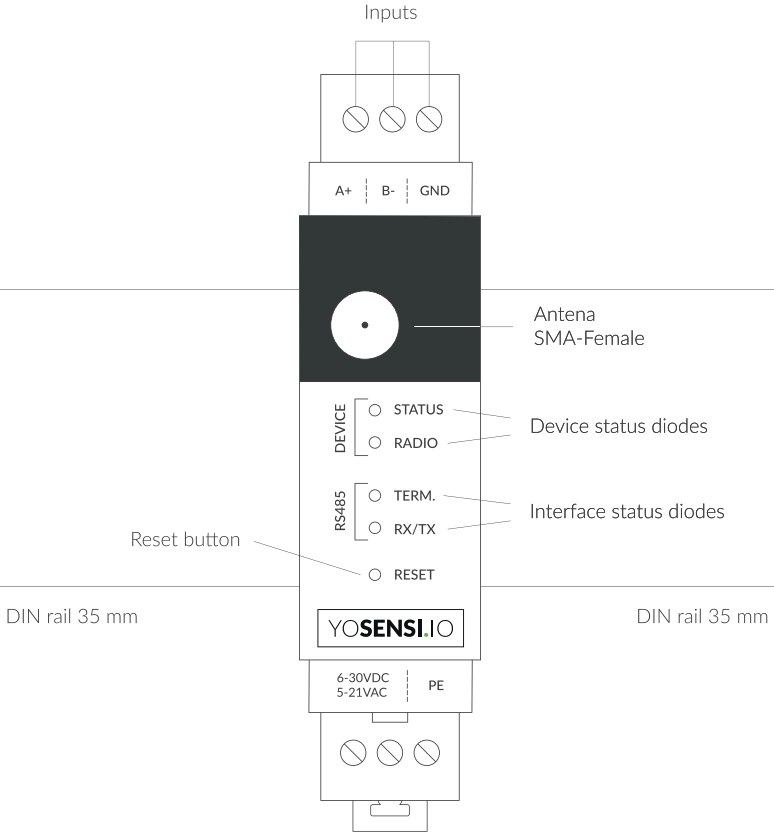 Inputs
A+ B- GND
Antena
SMA-Female
DEVICE
STATUS
RADIO
Device status diodes
RS485
TERM.
RX/TX
Interface status diodes
Reset button
RESET
DIN rail 35 mm
DIN rail 35 mm
YOSENSI.IO
6-30VDC
5-21VAC
PE